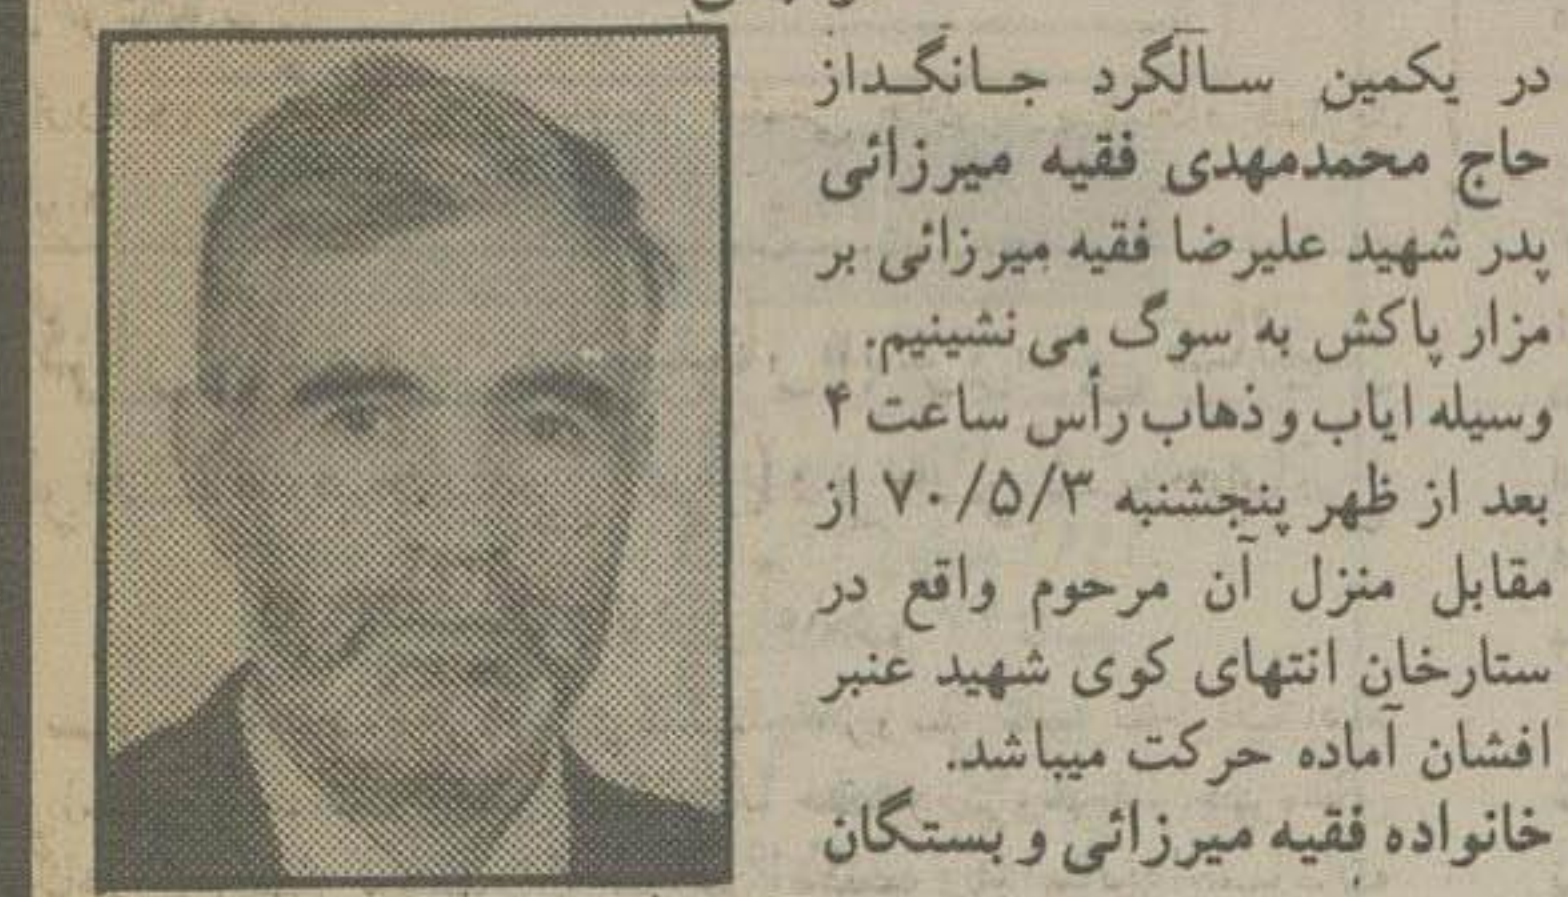 در یکمین سالگرد جانگداز
حاج محمدمهدی فقیه میرزائی
پدر شهید علیرضا فقیه میرزائی بر
مزار پاکش به سوگ می‌نشینیم.
وسیله ایاب و ذهاب رأس ساعت ۴
بعد از ظهر پنجشنبه ۷۰/۵/۳ از
مقابل منزل آن مرحوم واقع در
ستارخان انتهای کوی شهید عنبر
افشان آماده حرکت میباشد.
خانواده فقیه میرزائی و بستگان